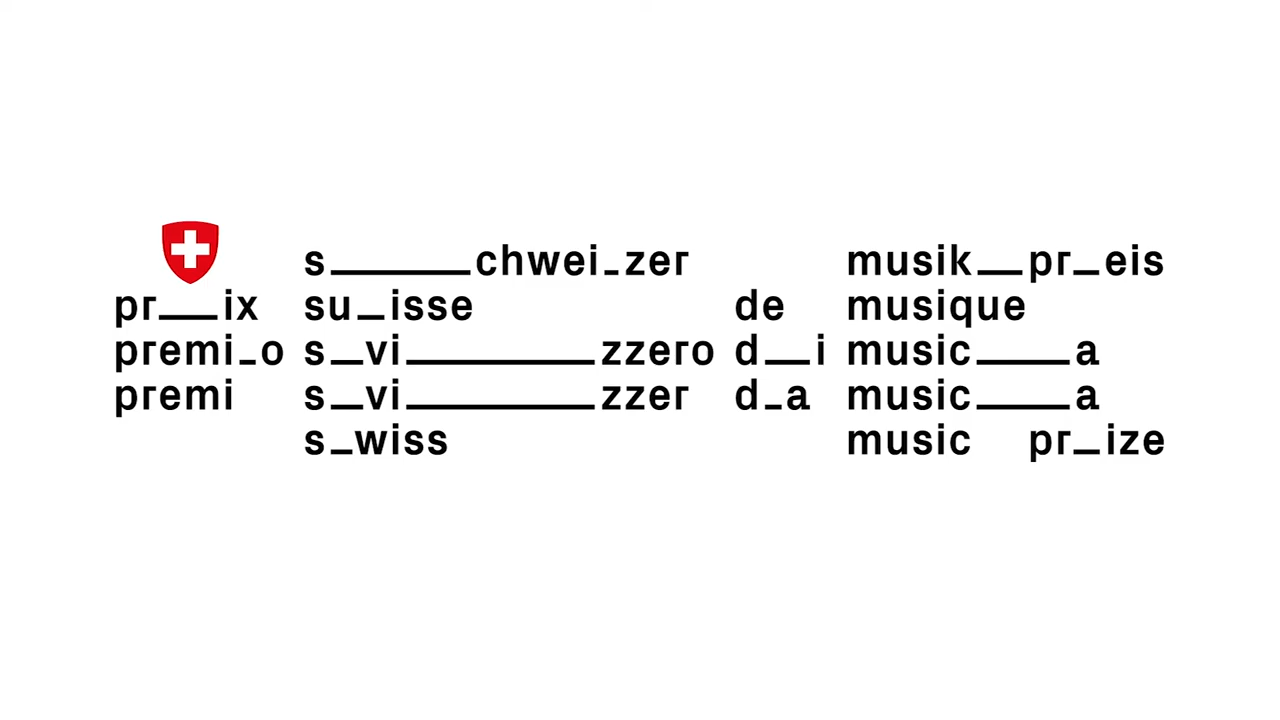 s______chwei_zer musik__pr_eis
pr__ix su_isse de musique
premi_o s_vi________zzero d__i music____a
premi s_vi________zzer d_a music____a
s_wiss music pr_ize